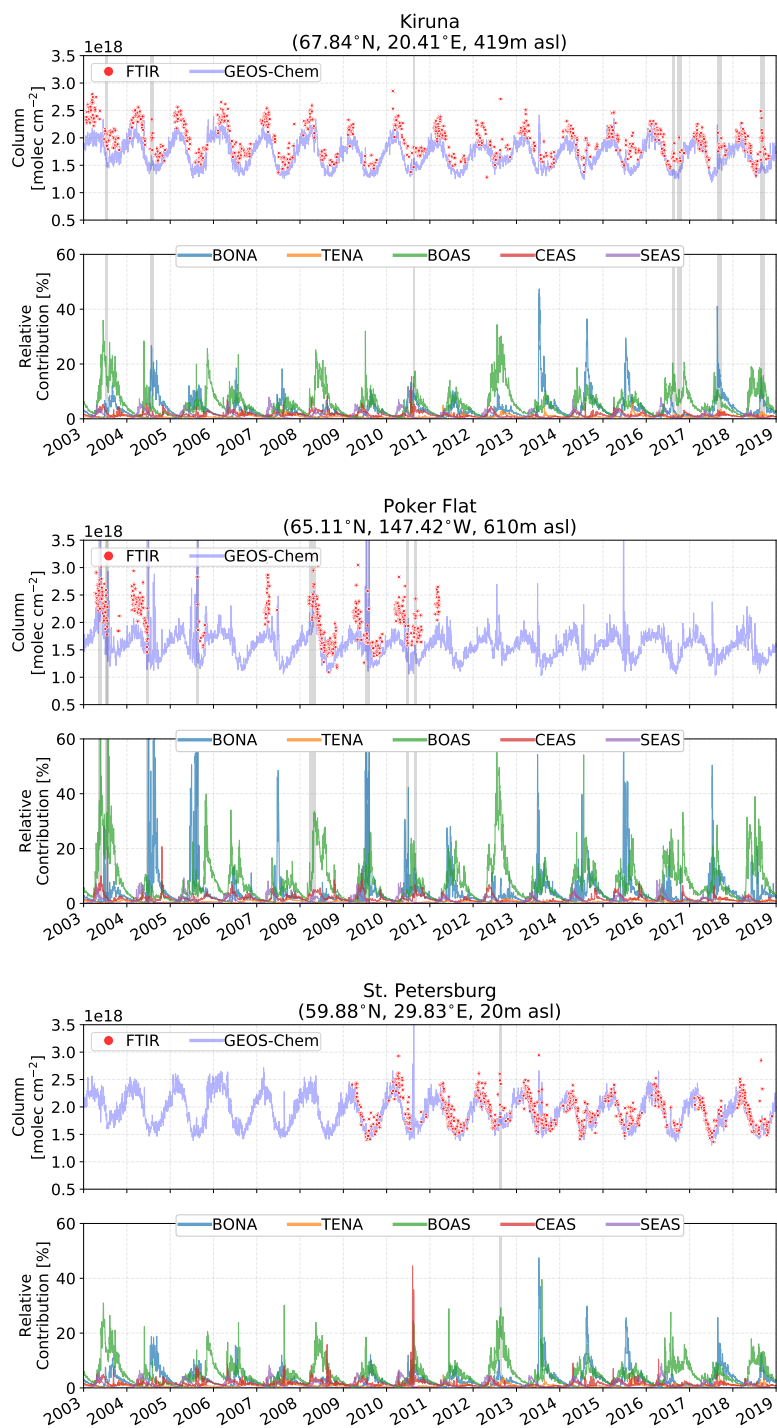 Kiruna
(67.84°N, 20.41°E, 419m asl)
1e18
FTIR GEOS-Chem
Column
[molec cm⁻²]
3.5
3.0
2.5
2.0
1.5
1.0
0.5
BONA TENA BOAS CEAS SEAS
Relative
Contribution [%]
60
40
20
0
2003 2004 2005 2006 2007 2008 2009 2010 2011 2012 2013 2014 2015 2016 2017 2018 2019
Poker Flat
(65.11°N, 147.42°W, 610m asl)
1e18
FTIR GEOS-Chem
Column
[molec cm⁻²]
3.5
3.0
2.5
2.0
1.5
1.0
0.5
BONA TENA BOAS CEAS SEAS
Relative
Contribution [%]
60
40
20
0
2003 2004 2005 2006 2007 2008 2009 2010 2011 2012 2013 2014 2015 2016 2017 2018 2019
St. Petersburg
(59.88°N, 29.83°E, 20m asl)
1e18
FTIR GEOS-Chem
Column
[molec cm⁻²]
3.5
3.0
2.5
2.0
1.5
1.0
0.5
BONA TENA BOAS CEAS SEAS
Relative
Contribution [%]
60
40
20
0
2003 2004 2005 2006 2007 2008 2009 2010 2011 2012 2013 2014 2015 2016 2017 2018 2019